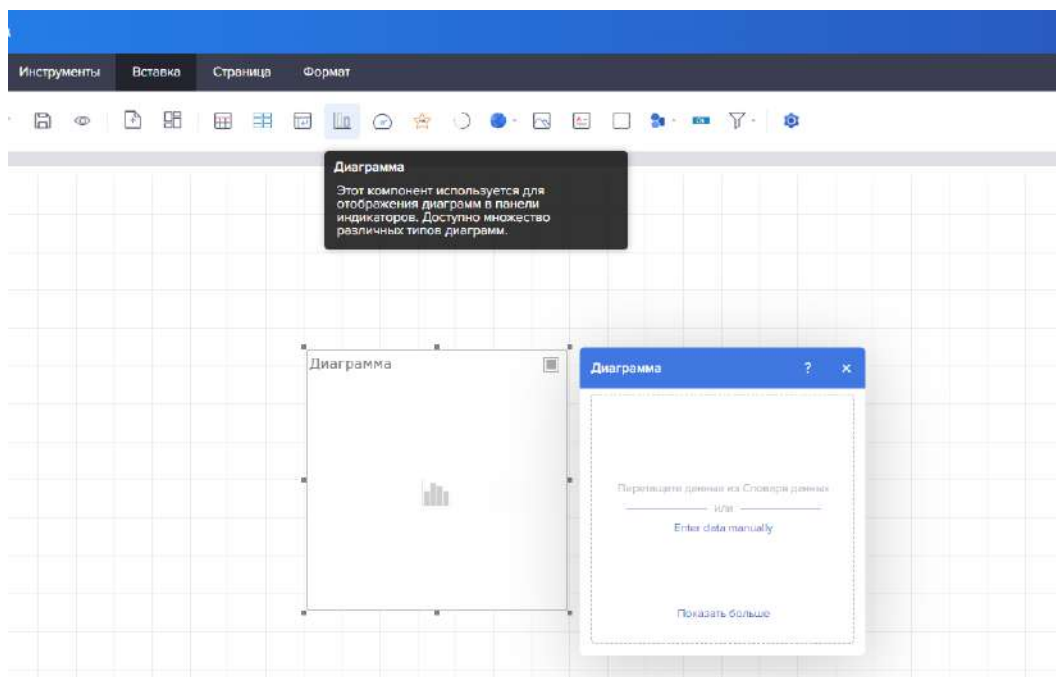 Инструменты Вставка Страница Формат
Диаграмма
Этот компонент используется для
отображения диаграмм в панели
индикаторов. Доступно множество
различных типов диаграмм.
Диаграмма
Диаграмма ? ×
Перетащите данные из Словаря данных
или
Enter data manually
Показать больше